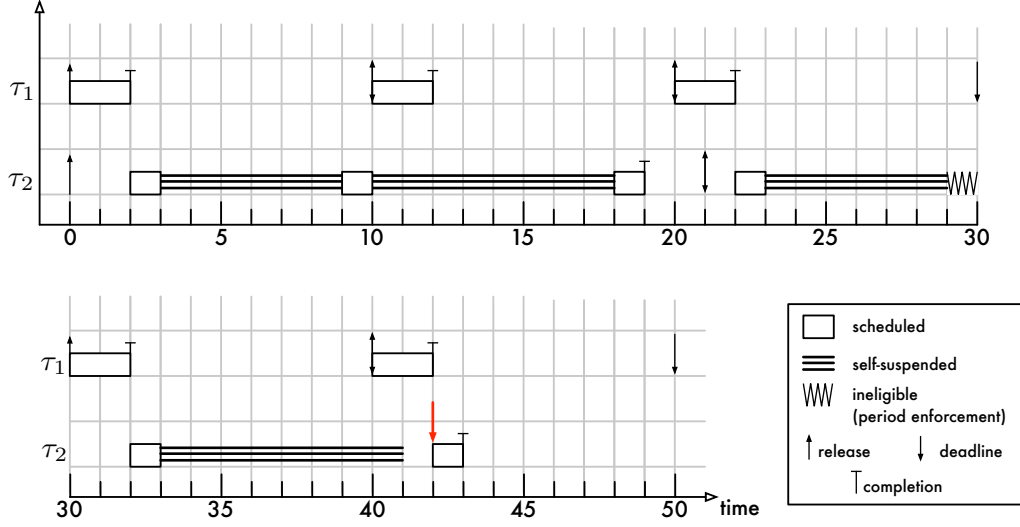 τ1
τ2
0 5 10 15 20 25 30
τ1
τ2
30 35 40 45 50 time
scheduled
self-suspended
ineligible
(period enforcement)
release deadline
completion